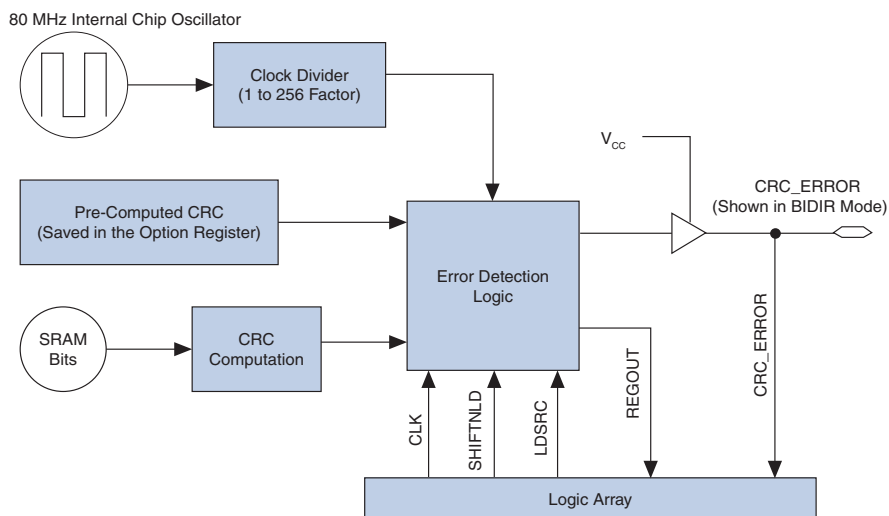 80 MHz Internal Chip Oscillator
Clock Divider
(1 to 256 Factor)
VCC
CRC_ERROR
(Shown in BIDIR Mode)
Pre-Computed CRC
(Saved in the Option Register)
Error Detection
Logic
SRAM
Bits
CRC
Computation
CLK
SHIFTNLD
LDSRC
REGOUT
CRC_ERROR
Logic Array